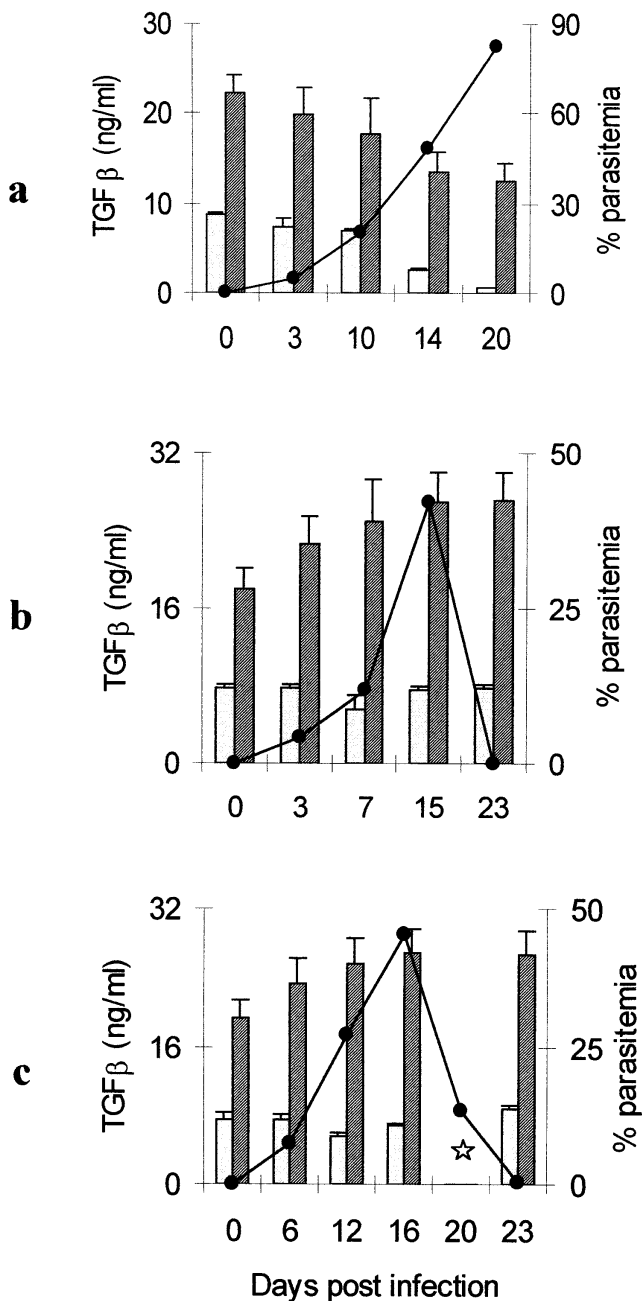 a
TGF β (ng/ml)
30
20
10
0
90
60
30
0
% parasitemia
0 3 10 14 20
b
TGFβ (ng/ml)
32
16
0
50
25
0
% parasitemia
0 3 7 15 23
c
TGFβ (ng/ml)
32
16
0
50
25
0
% parasitemia
0 6 12 16 20 23
Days post infection